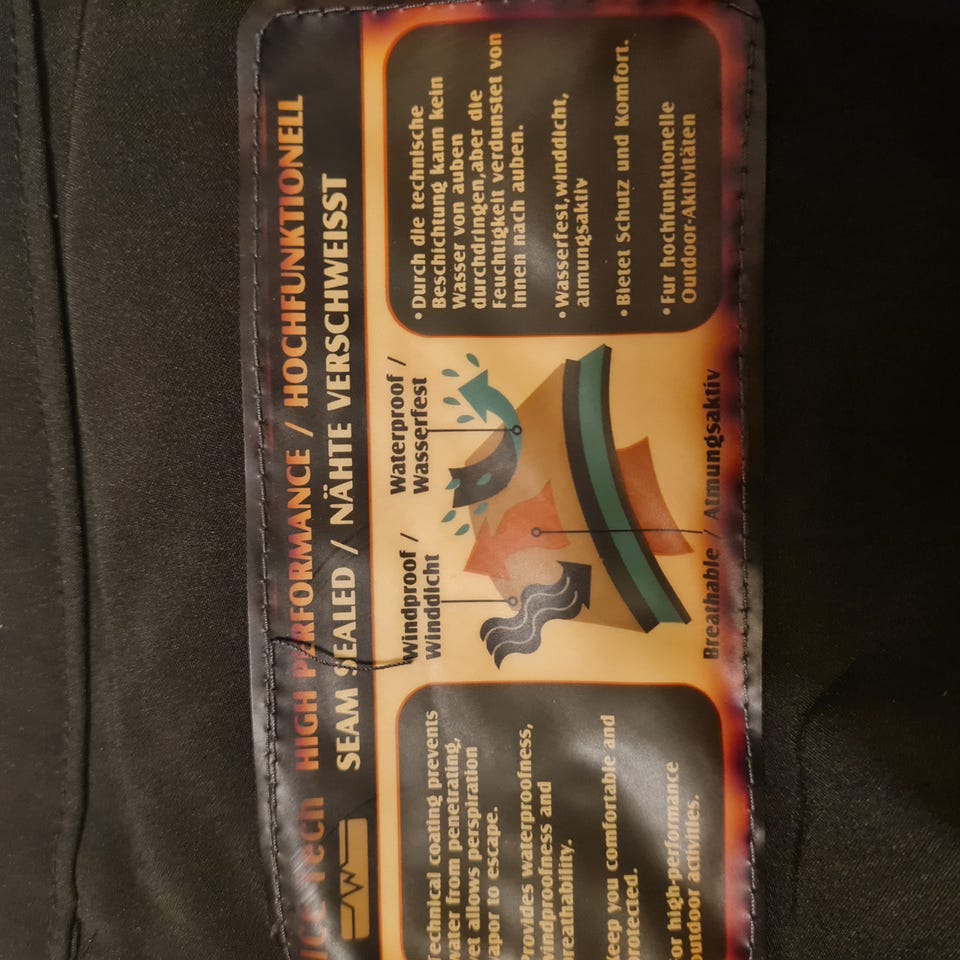 Tech HIGH PERFORMANCE / HOCHFUNKTIONELL
SEAM SEALED / NÄHTE VERSCHWEISST
Technical coating prevents
water from penetrating,
yet allows perspiration
vapor to escape.
Provides waterproofness,
windproofness and
breathability.
keep you comfortable and
protected.
For high-performance
outdoor activities.
Windproof /
Winddicht
Waterproof /
Wasserfest
Breathable / Atmungsaktiv
• Durch die technische
Beschichtung kann kein
Wasser von auben
durchdringen,aber die
Feuchtigkeit verdunstet von
innen nach auben.
• Wasserfest,winddlcht,
atmungsaktiv
• Bietet Schutz und Komfort.
• Fur hochfunktionelle
Outdoor-Aktivitäten